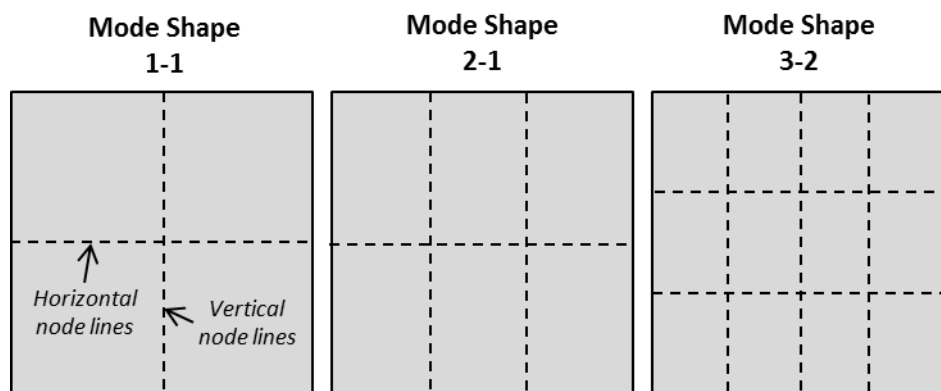 Mode Shape
1-1
Mode Shape
2-1
Mode Shape
3-2
Horizontal
node lines
Vertical
node lines